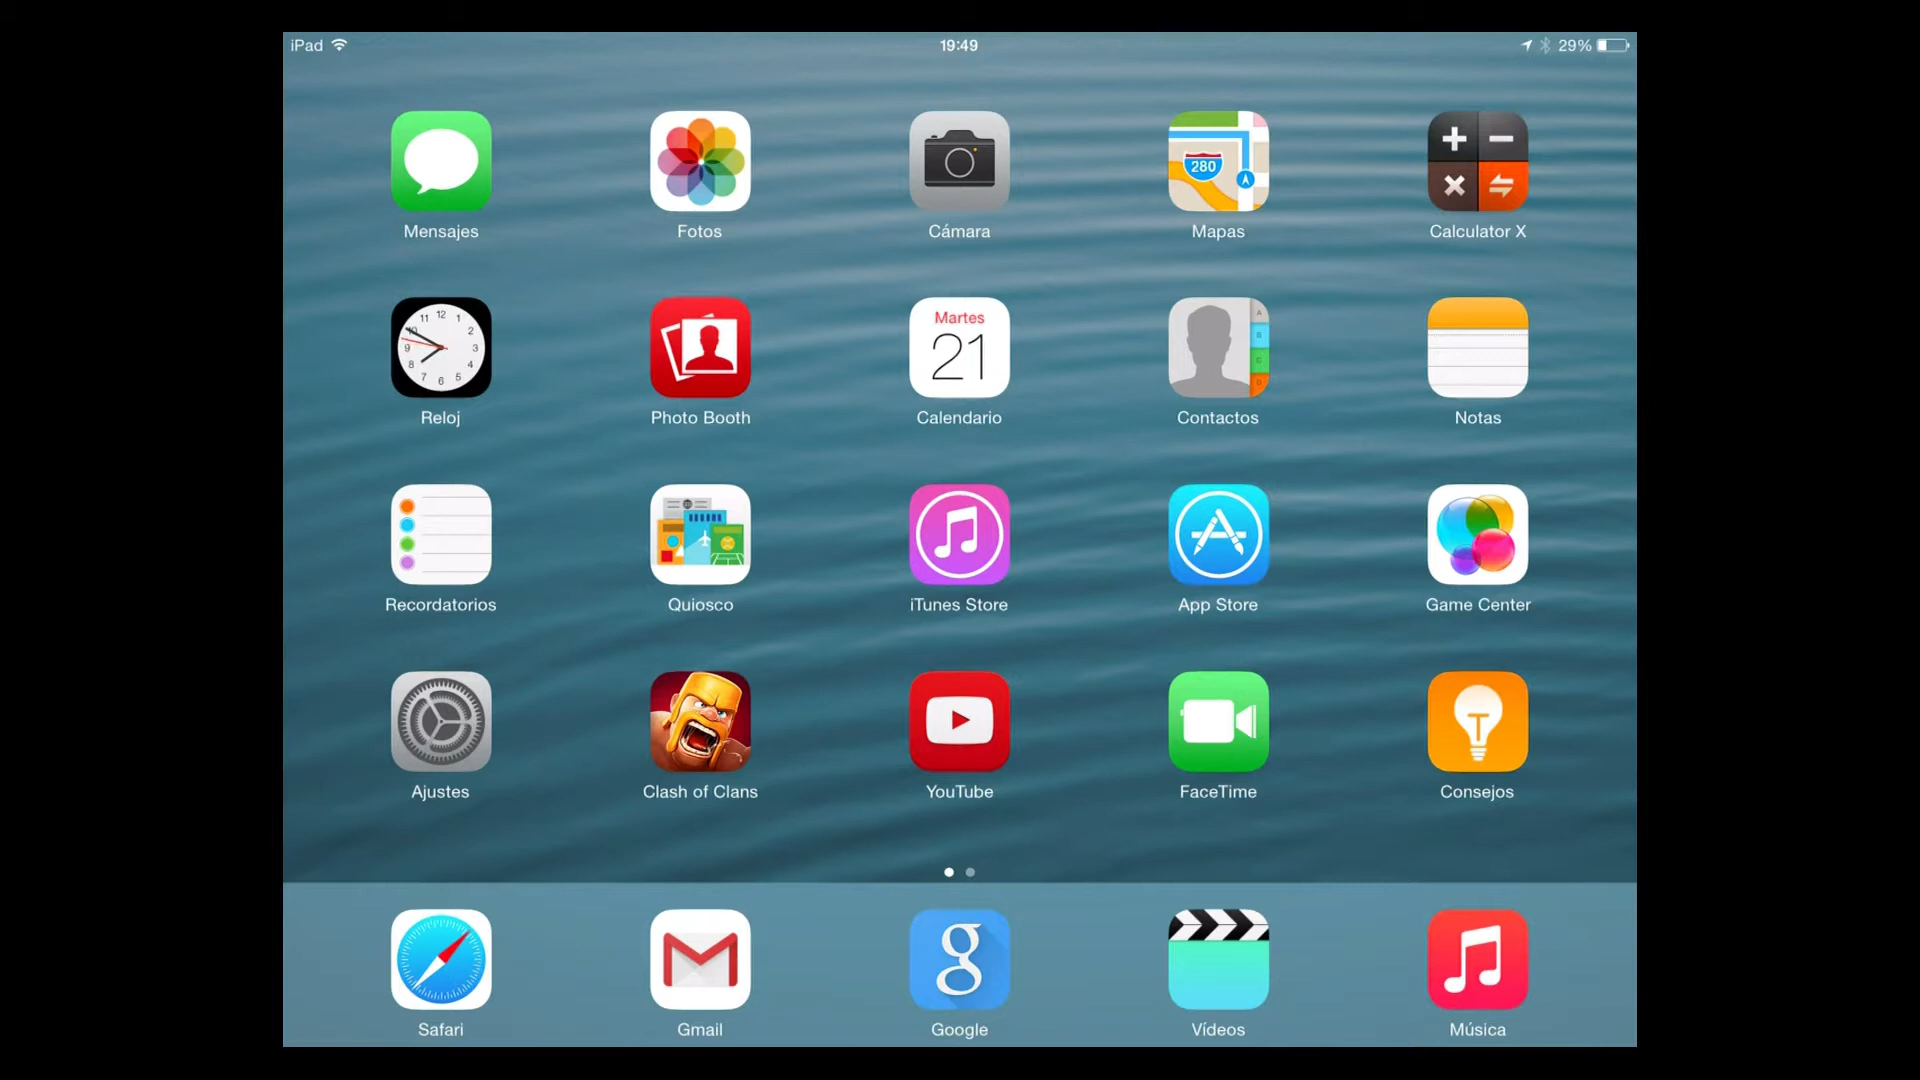 iPad 19:49 29%
280
Mensajes Fotos Cámara Mapas Calculator X
Martes
21
Reloj Photo Booth Calendario Contactos Notas
Recordatorios Quiosco iTunes Store App Store Game Center
Ajustes Clash of Clans YouTube FaceTime Consejos
Safari Gmail Google Vídeos Música